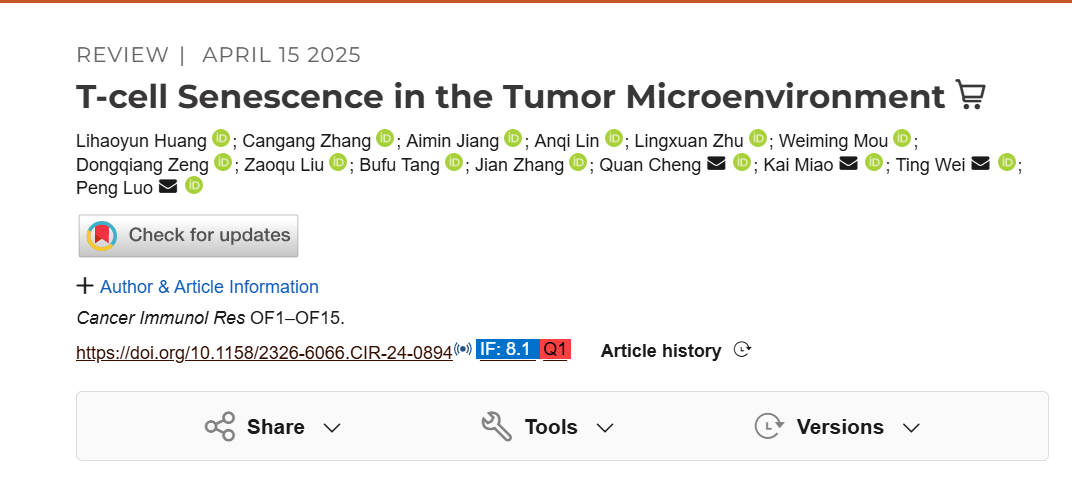 REVIEW | APRIL 15 2025
T-cell Senescence in the Tumor Microenvironment
Lihaoyun Huang iD ; Cangang Zhang iD ; Aimin Jiang iD ; Anqi Lin iD ; Lingxuan Zhu iD ; Weiming Mou iD ;
Dongqiang Zeng iD ; Zaoqu Liu iD ; Bufu Tang iD ; Jian Zhang iD ; Quan Cheng iD ; Kai Miao iD ; Ting Wei iD ;
Peng Luo iD
Check for updates
+ Author & Article Information
Cancer Immunol Res OF1–OF15.
https://doi.org/10.1158/2326-6066.CIR-24-0894 IF: 8.1 Q1 Article history
Share Tools Versions